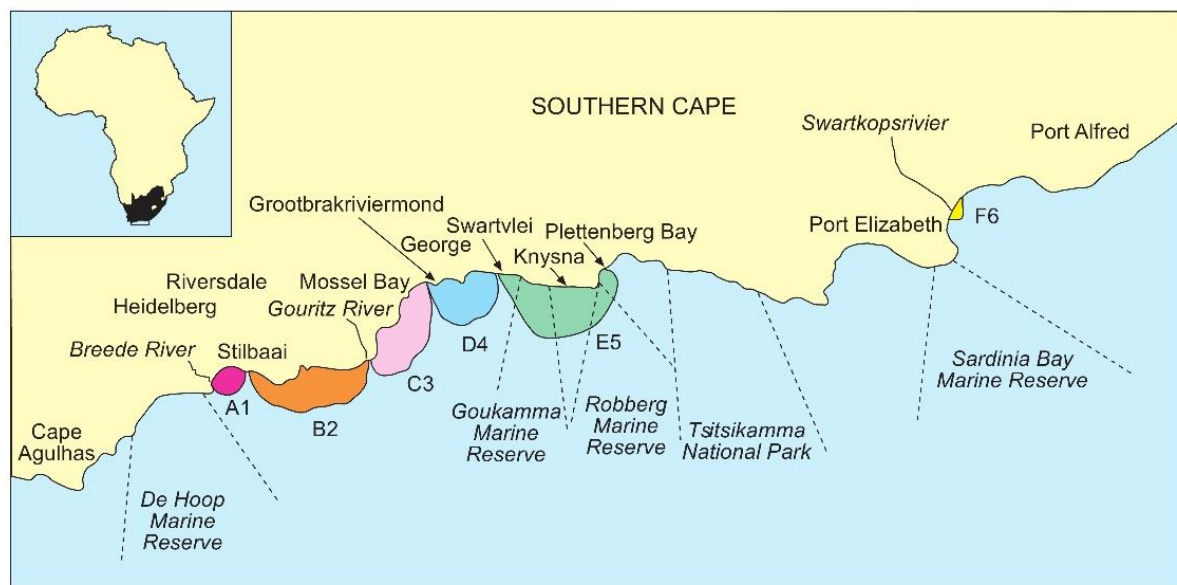 SOUTHERN CAPE
Swartkopsrivier
Port Alfred
Grootbrakriviermond
Swartvlei
Plettenberg Bay
F6
George
Knysna
Port Elizabeth
Riversdale
Mossel Bay
Heidelberg
Gouritz River
Breede River
Stilbaai
D4
E5
C3
A1
B2
Cape
Agulhas
De Hoop
Marine
Reserve
Goukamma
Marine
Reserve
Robberg
Marine
Reserve
Tsitsikamma
National Park
Sardinia Bay
Marine Reserve